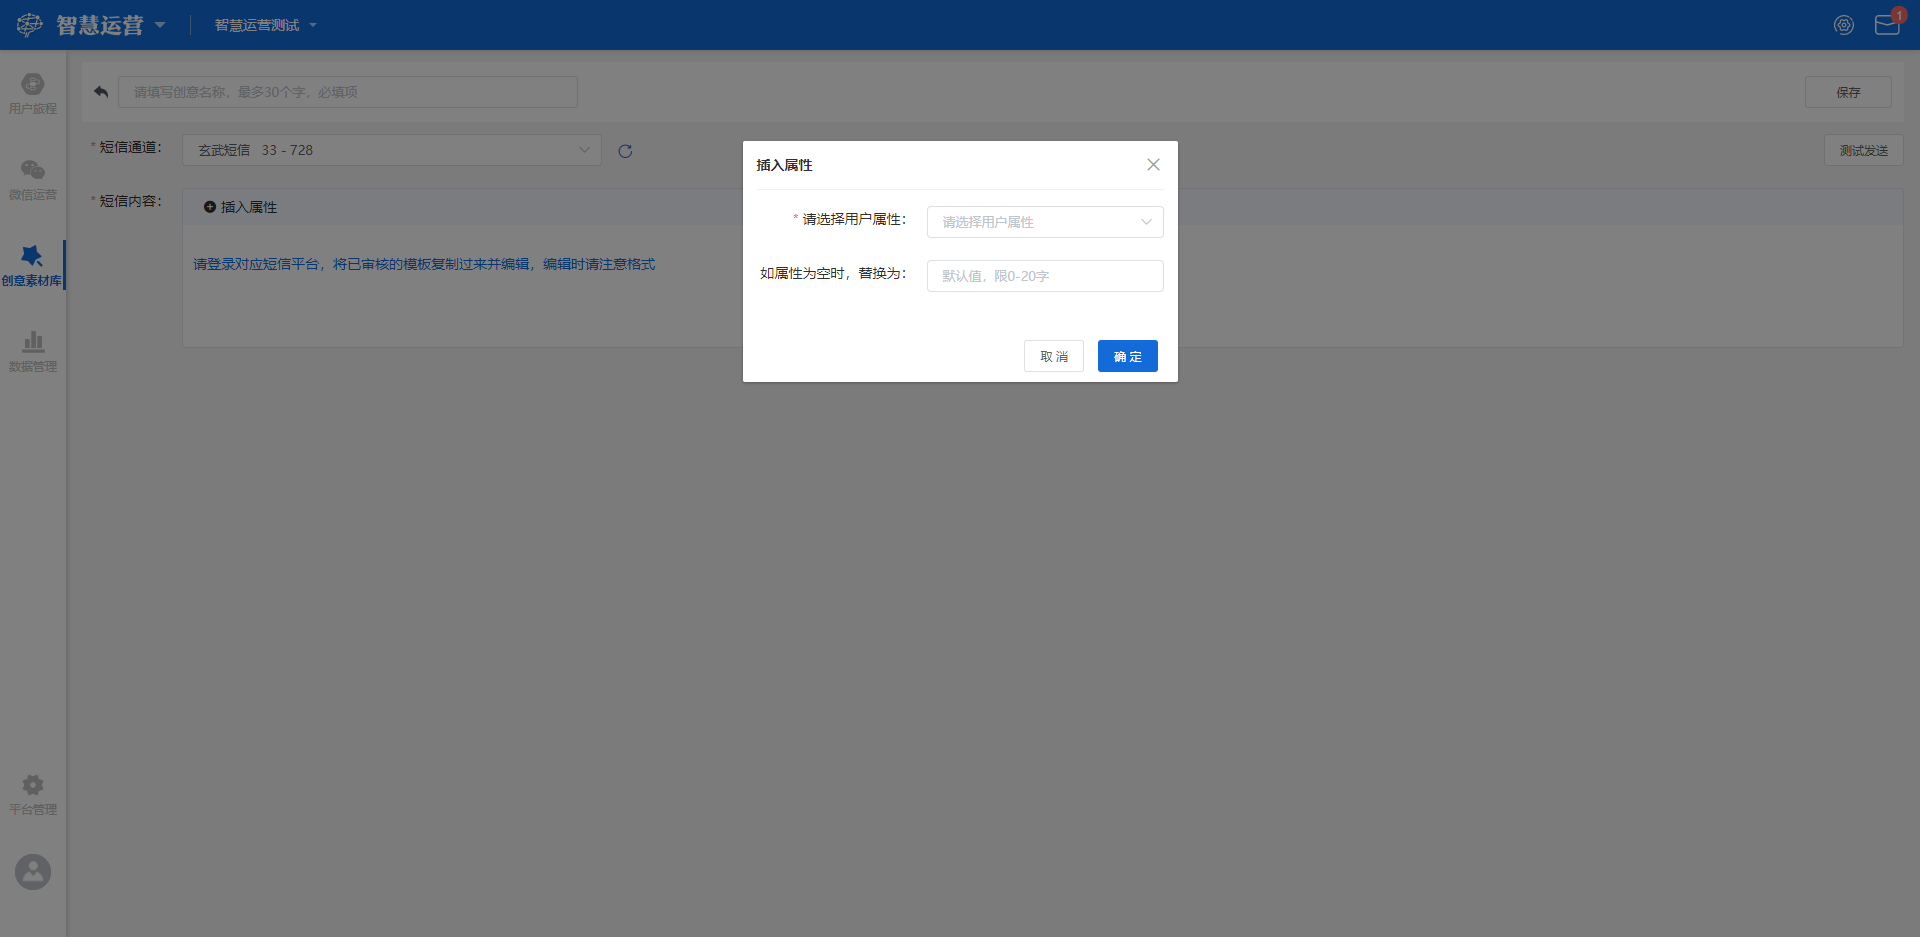 智慧运营
智慧运营测试
1
用户旅程
微信运营
创意素材库
数据管理
平台管理
请填写创意名称，最多30个字，必填项
保存
* 短信通道：
玄武短信 33 - 728
测试发送
* 短信内容：
插入属性
请登录对应短信平台，将已审核的模板复制过来并编辑，编辑时请注意格式
插入属性
* 请选择用户属性：
请选择用户属性
如属性为空时，替换为：
默认值，限0-20字
取 消
确 定